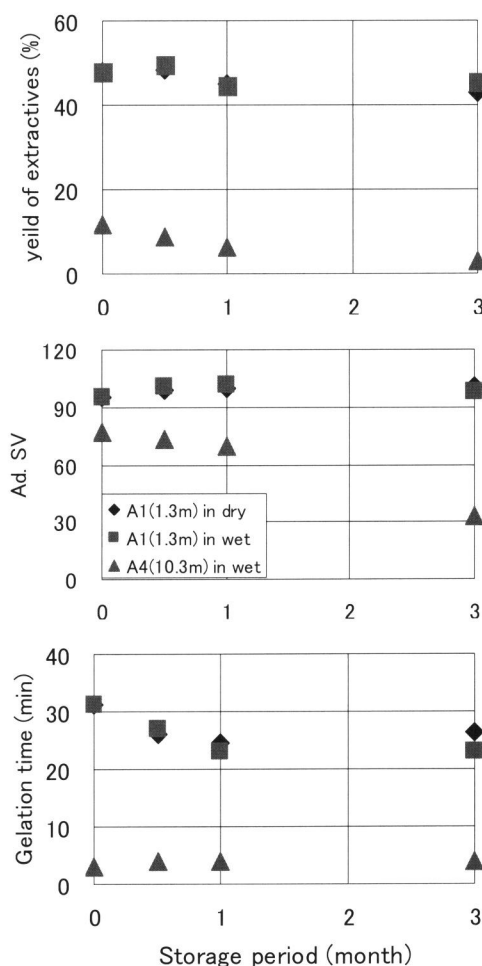 yeild of extractives (%)
60
40
20
0
0 1 2 3
Ad. SV
120
90
60
30
0
A1(1.3m) in dry
A1(1.3m) in wet
A4(10.3m) in wet
0 1 2 3
Gelation time (min)
40
30
20
10
0
0 1 2 3
Storage period (month)